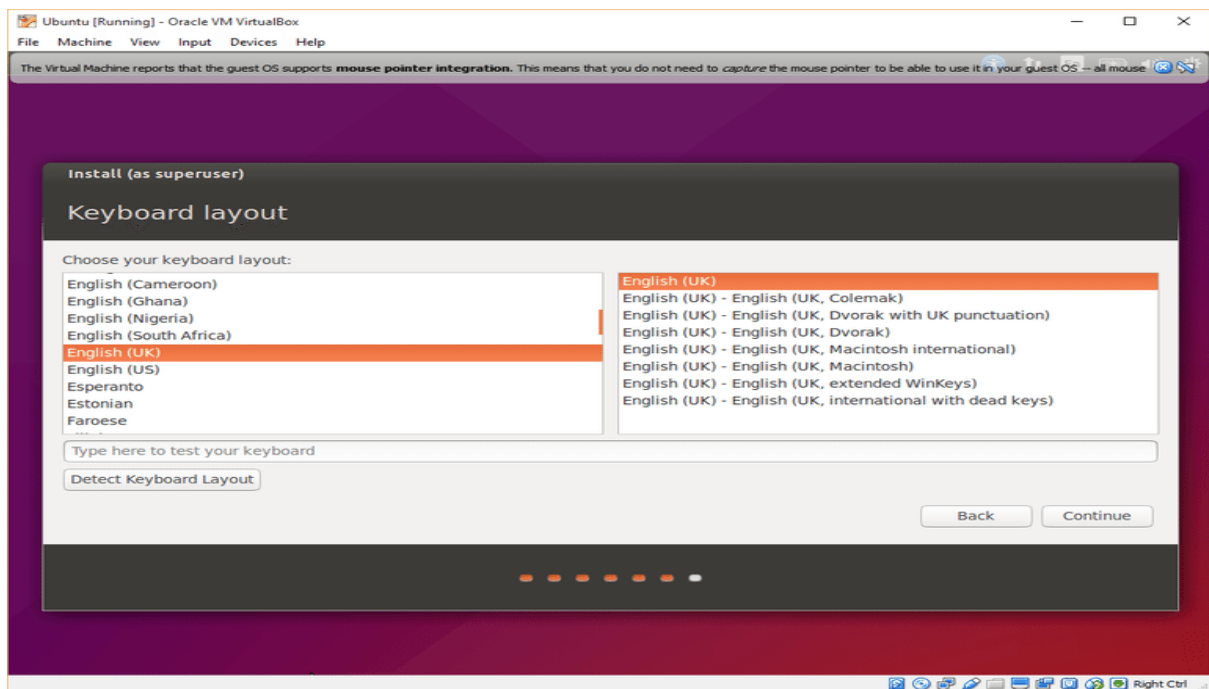 Ubuntu [Running] - Oracle VM VirtualBox
File Machine View Input Devices Help
The Virtual Machine reports that the guest OS supports mouse pointer integration. This means that you do not need to capture the mouse pointer to be able to use it in your guest OS -- all mouse
Install (as superuser)
Keyboard layout
Choose your keyboard layout:
English (Cameroon)
English (Ghana)
English (Nigeria)
English (South Africa)
English (UK)
English (US)
Esperanto
Estonian
Faroese
English (UK)
English (UK) - English (UK, Colemak)
English (UK) - English (UK, Dvorak with UK punctuation)
English (UK) - English (UK, Dvorak)
English (UK) - English (UK, Macintosh international)
English (UK) - English (UK, Macintosh)
English (UK) - English (UK, extended WinKeys)
English (UK) - English (UK, international with dead keys)
Type here to test your keyboard
Detect Keyboard Layout
Back Continue
Right Ctrl